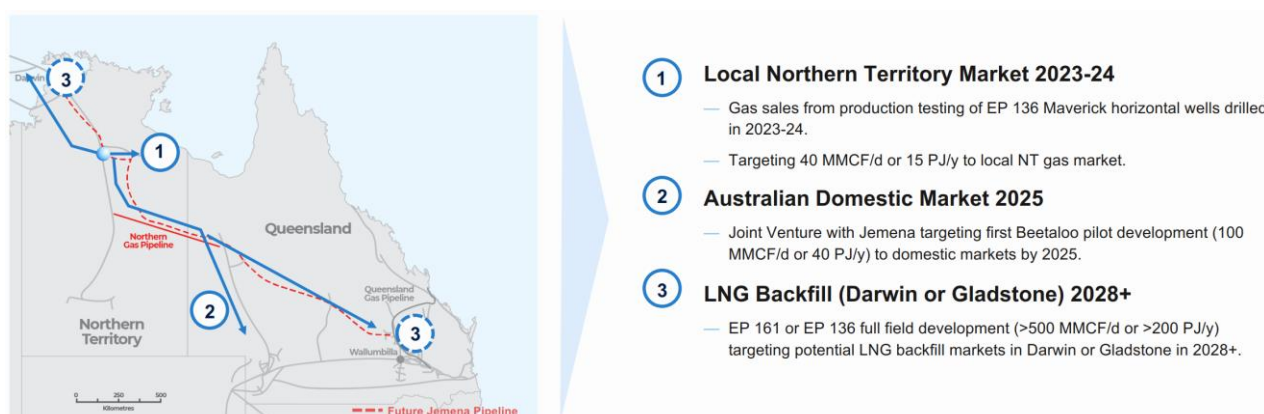 Darwin
3
1
Northern
Gas Pipeline
Queensland
Queensland
Gas Pipeline
2
3
Northern
Territory
Wallumbilla
0 250 500
Kilometres
Future Jemena Pipeline
1
Local Northern Territory Market 2023-24
— Gas sales from production testing of EP 136 Maverick horizontal wells drilled
in 2023-24.
— Targeting 40 MMCF/d or 15 PJ/y to local NT gas market.
2
Australian Domestic Market 2025
— Joint Venture with Jemena targeting first Beetaloo pilot development (100
MMCF/d or 40 PJ/y) to domestic markets by 2025.
3
LNG Backfill (Darwin or Gladstone) 2028+
— EP 161 or EP 136 full field development (>500 MMCF/d or >200 PJ/y)
targeting potential LNG backfill markets in Darwin or Gladstone in 2028+.